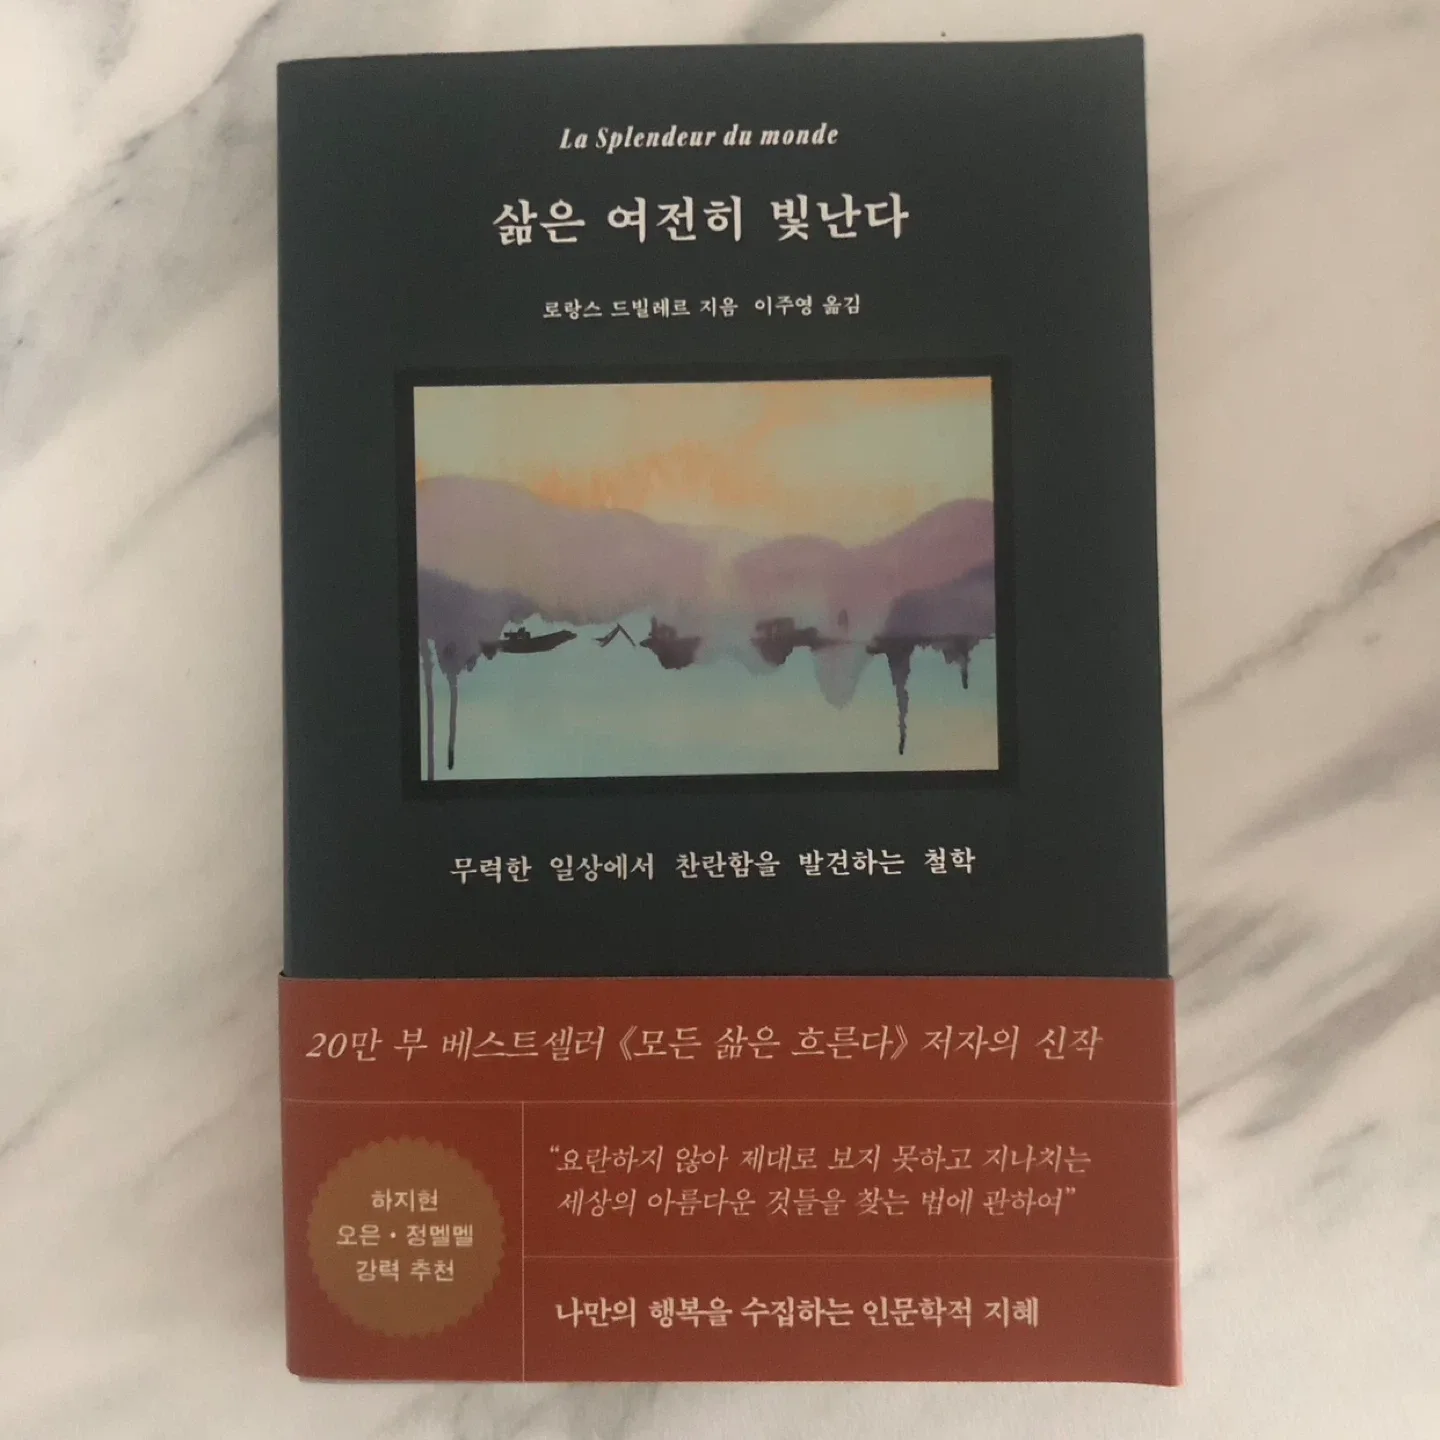 La Splendeur du monde
삶은 여전히 빛난다
로랑스 드빌레르 지음 이주영 옮김
무력한 일상에서 찬란함을 발견하는 철학
20만 부 베스트셀러 《모든 삶은 흐른다》 저자의 신작
하지현
오은·정멜멜
강력 추천
“요란하지 않아 제대로 보지 못하고 지나치는
세상의 아름다운 것들을 찾는 법에 관하여”
나만의 행복을 수집하는 인문학적 지혜